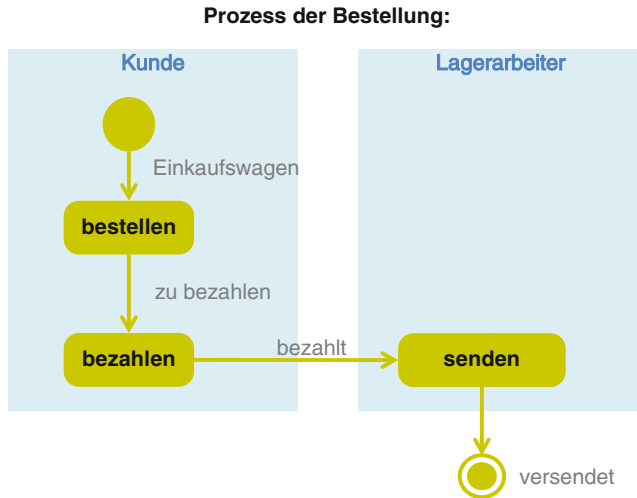 Prozess der Bestellung:
Kunde
Lagerarbeiter
Einkaufswagen
bestellen
zu bezahlen
bezahlen
bezahlt
senden
versendet